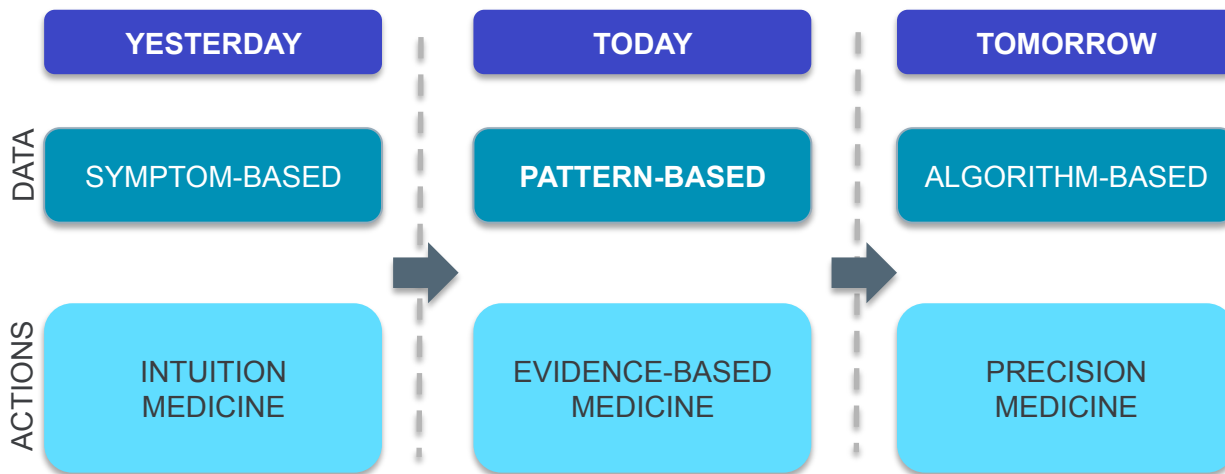 YESTERDAY
TODAY
TOMORROW
DATA
SYMPTOM-BASED
PATTERN-BASED
ALGORITHM-BASED
ACTIONS
INTUITION
MEDICINE
EVIDENCE-BASED
MEDICINE
PRECISION
MEDICINE